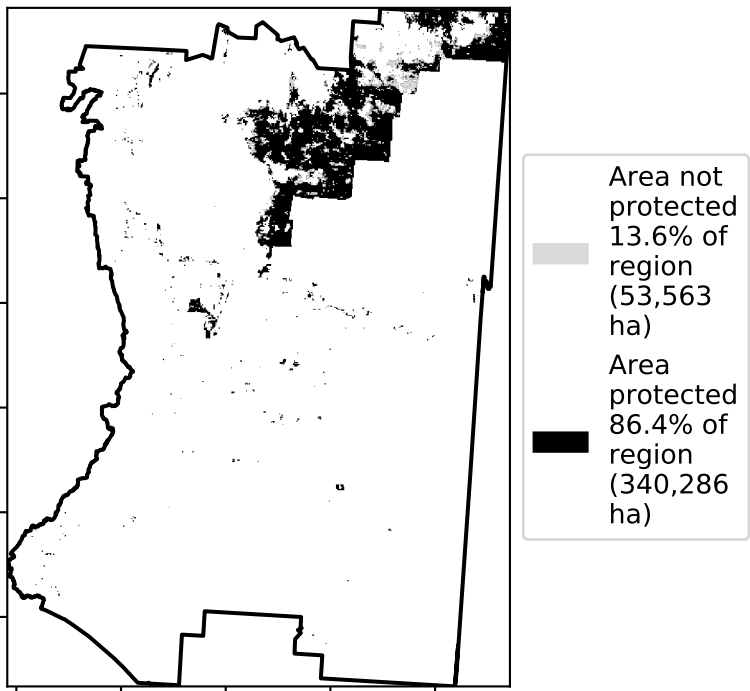 Area not
protected
13.6% of
region
(53,563
ha)
Area
protected
86.4% of
region
(340,286
ha)